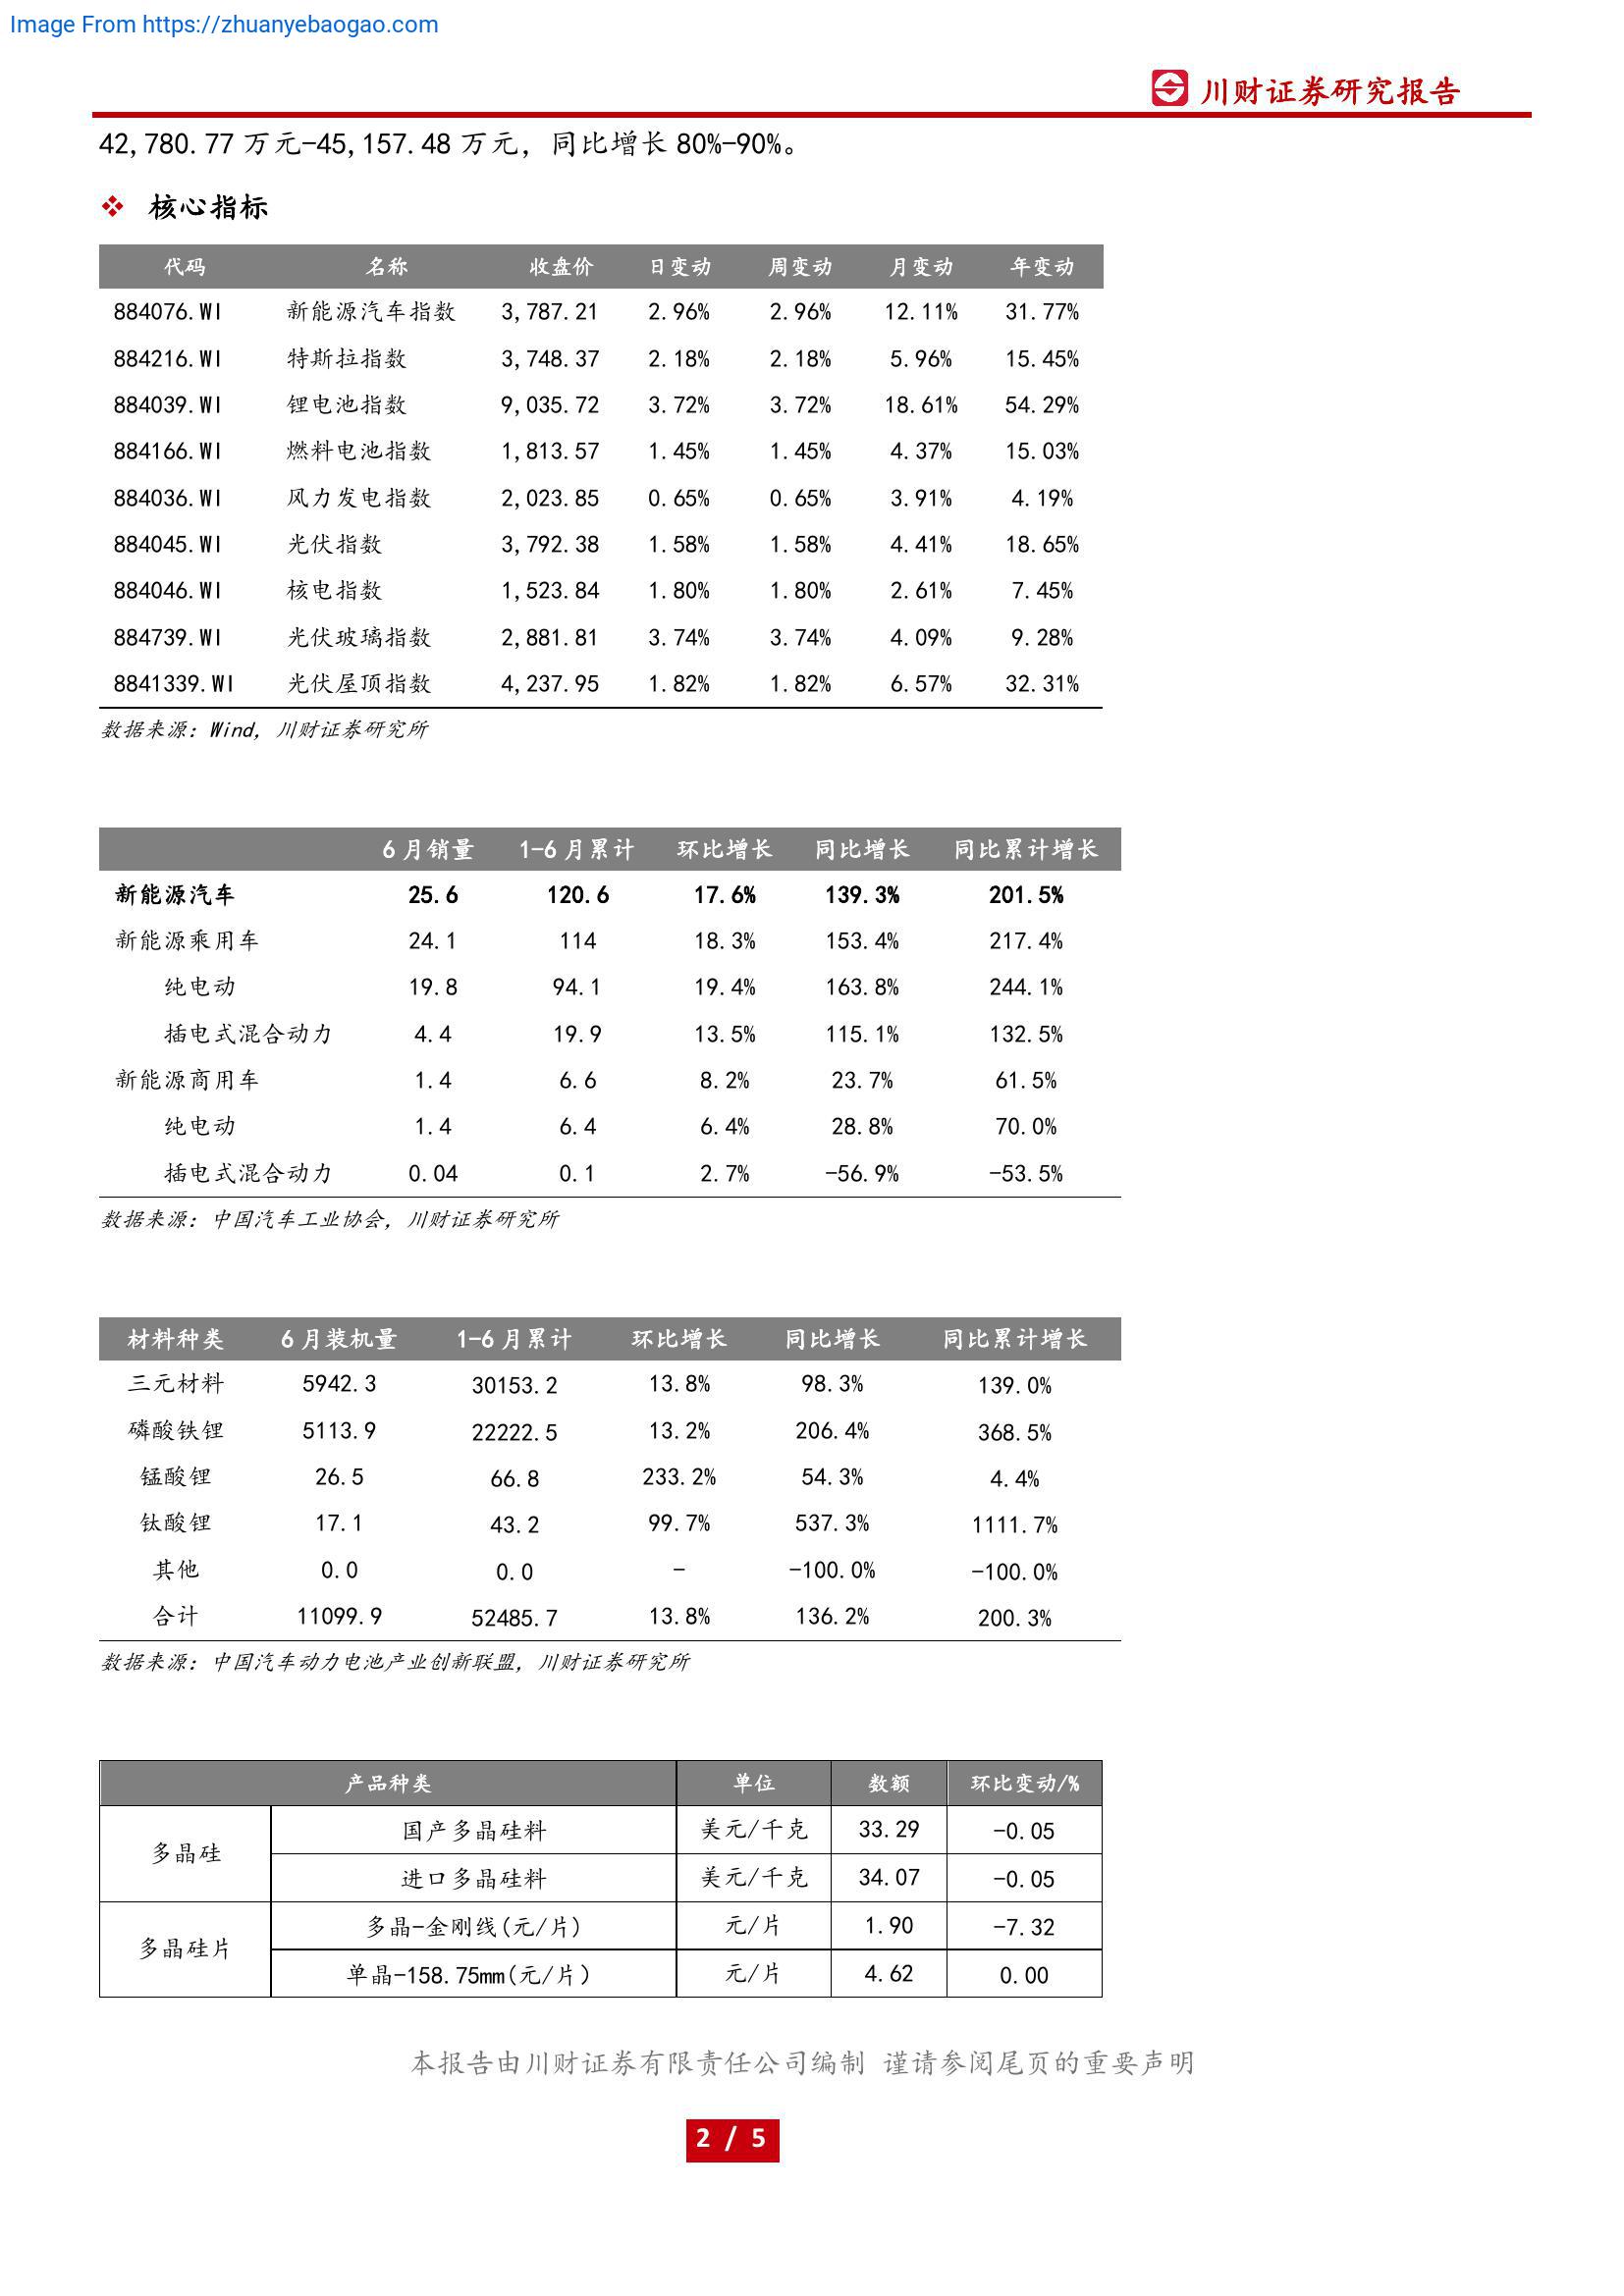 Image From https://zhuanyebaogao.com
川财证券研究报告
42,780.77 万元-45,157.48 万元，同比增长 80%-90%。
❖ 核心指标
代码 名称 收盘价 日变动 周变动 月变动 年变动
884076.WI 新能源汽车指数 3,787.21 2.96% 2.96% 12.11% 31.77%
884216.WI 特斯拉指数 3,748.37 2.18% 2.18% 5.96% 15.45%
884039.WI 锂电池指数 9,035.72 3.72% 3.72% 18.61% 54.29%
884166.WI 燃料电池指数 1,813.57 1.45% 1.45% 4.37% 15.03%
884036.WI 风力发电指数 2,023.85 0.65% 0.65% 3.91% 4.19%
884045.WI 光伏指数 3,792.38 1.58% 1.58% 4.41% 18.65%
884046.WI 核电指数 1,523.84 1.80% 1.80% 2.61% 7.45%
884739.WI 光伏玻璃指数 2,881.81 3.74% 3.74% 4.09% 9.28%
8841339.WI 光伏屋顶指数 4,237.95 1.82% 1.82% 6.57% 32.31%
数据来源：Wind，川财证券研究所
6 月销量 1-6 月累计 环比增长 同比增长 同比累计增长
新能源汽车 25.6 120.6 17.6% 139.3% 201.5%
新能源乘用车 24.1 114 18.3% 153.4% 217.4%
纯电动 19.8 94.1 19.4% 163.8% 244.1%
插电式混合动力 4.4 19.9 13.5% 115.1% 132.5%
新能源商用车 1.4 6.6 8.2% 23.7% 61.5%
纯电动 1.4 6.4 6.4% 28.8% 70.0%
插电式混合动力 0.04 0.1 2.7% -56.9% -53.5%
数据来源：中国汽车工业协会，川财证券研究所
材料种类 6 月装机量 1-6 月累计 环比增长 同比增长 同比累计增长
三元材料 5942.3 30153.2 13.8% 98.3% 139.0%
磷酸铁锂 5113.9 22222.5 13.2% 206.4% 368.5%
锰酸锂 26.5 66.8 233.2% 54.3% 4.4%
钛酸锂 17.1 43.2 99.7% 537.3% 1111.7%
其他 0.0 0.0 - -100.0% -100.0%
合计 11099.9 52485.7 13.8% 136.2% 200.3%
数据来源：中国汽车动力电池产业创新联盟，川财证券研究所
产品种类 单位 数额 环比变动/%
多晶硅 国产多晶硅料 美元/千克 33.29 -0.05
进口多晶硅料 美元/千克 34.07 -0.05
多晶硅片 多晶-金刚线(元/片) 元/片 1.90 -7.32
单晶-158.75mm(元/片) 元/片 4.62 0.00
本报告由川财证券有限责任公司编制 谨请参阅尾页的重要声明
2 / 5